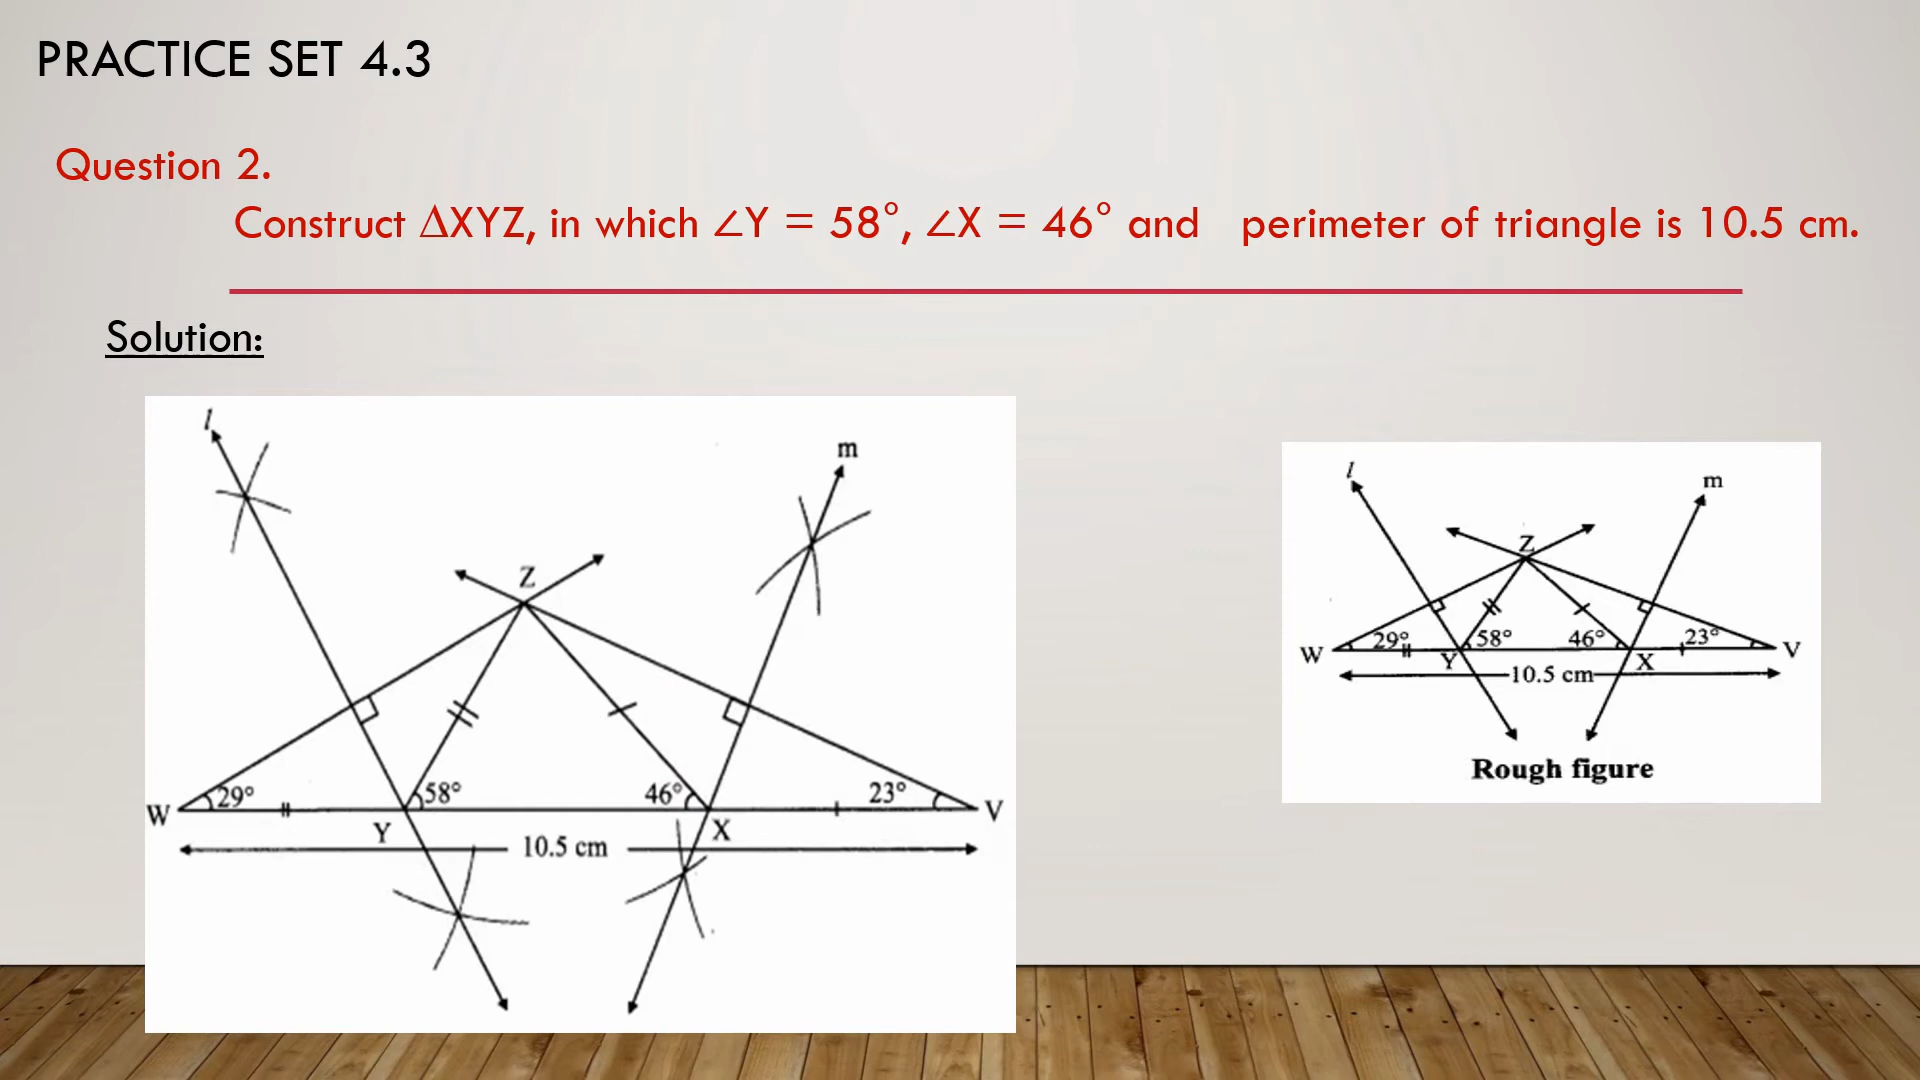 PRACTICE SET 4.3
Question 2.
Construct ΔXYZ, in which ∠Y = 58°, ∠X = 46° and perimeter of triangle is 10.5 cm.
Solution:
l
m
Z
W
29°
58°
46°
23°
V
Y
X
10.5 cm
l
m
Z
W
29°
58°
46°
23°
V
Y
X
10.5 cm
Rough figure